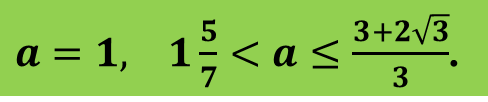 a = 1, 1 5/7 < a ≤ (3+2√3)/3.